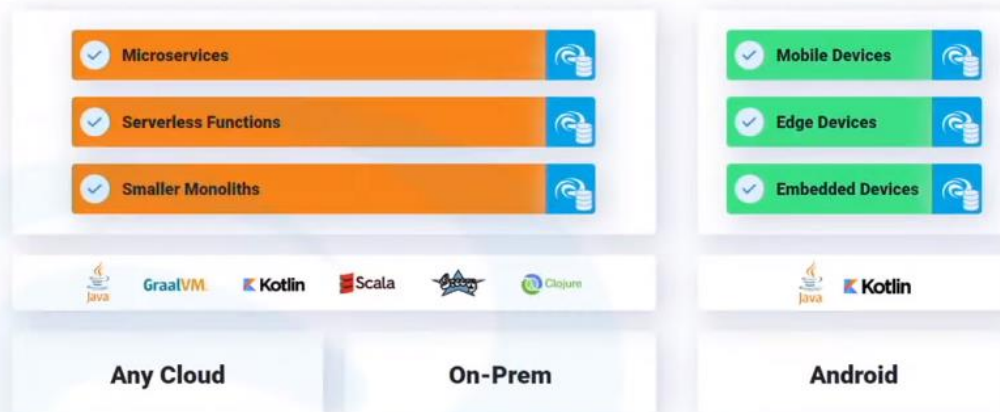 Microservices
Serverless Functions
Smaller Monoliths
Java
GraalVM
Kotlin
Scala
Groovy
Clojure
Any Cloud
On-Prem
Mobile Devices
Edge Devices
Embedded Devices
Java
Kotlin
Android